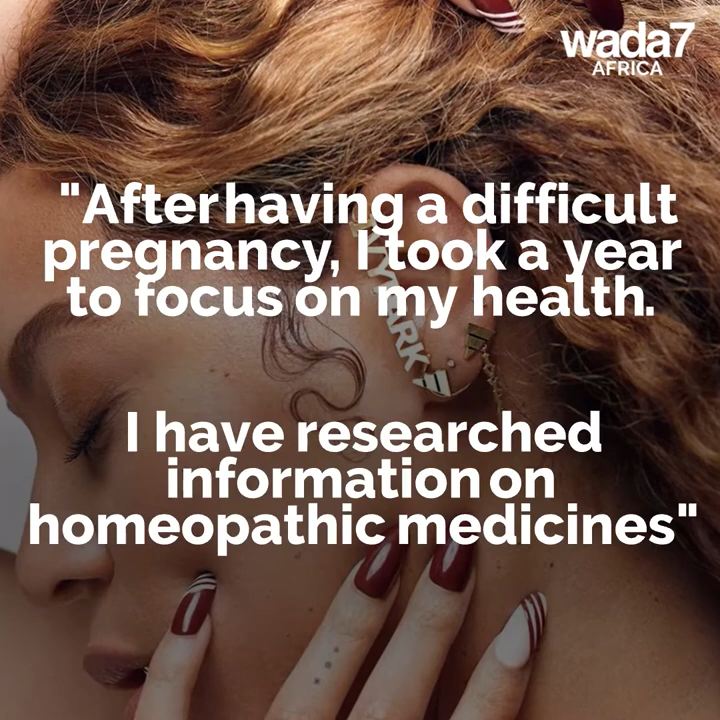 wada7
AFRICA
"After having a difficult
pregnancy, I took a year
to focus on my health.
I have researched
information on
homeopathic medicines"